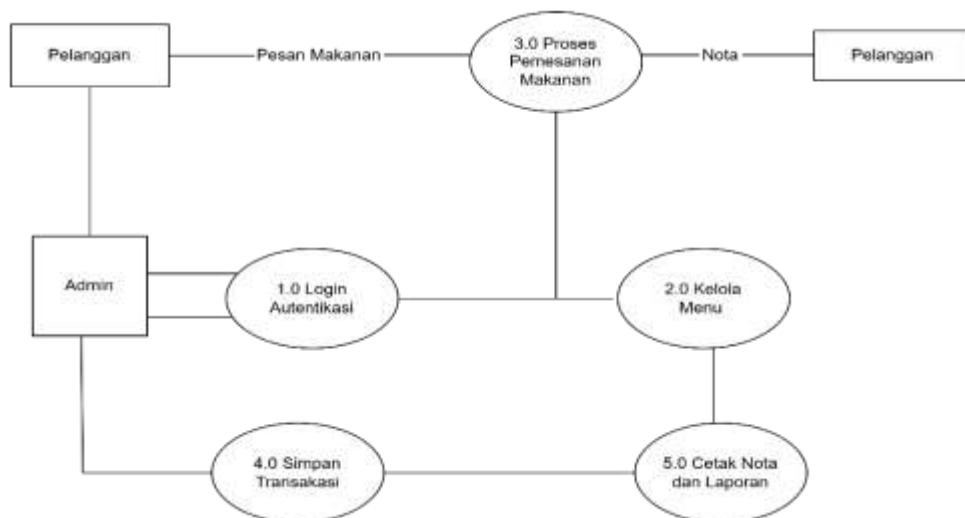 Pelanggan
Pesan Makanan
3.0 Proses
Pemesanan
Makanan
Nota
Pelanggan
Admin
1.0 Login
Autentikasi
2.0 Kelola
Menu
4.0 Simpan
Transakasi
5.0 Cetak Nota
dan Laporan